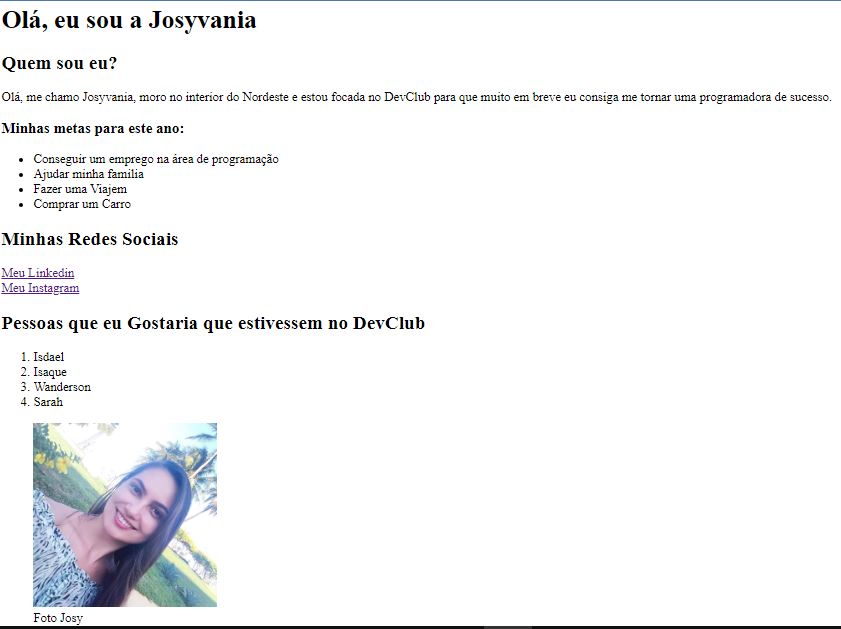 Olá, eu sou a Josyvania
Quem sou eu?
Olá, me chamo Josyvania, moro no interior do Nordeste e estou focada no DevClub para que muito em breve eu consiga me tornar uma programadora de sucesso.
Minhas metas para este ano:
• Conseguir um emprego na área de programação
• Ajudar minha família
• Fazer uma Viajem
• Comprar um Carro
Minhas Redes Sociais
Meu Linkedin
Meu Instagram
Pessoas que eu Gostaria que estivessem no DevClub
1. Isdael
2. Isaque
3. Wanderson
4. Sarah
Foto Josy